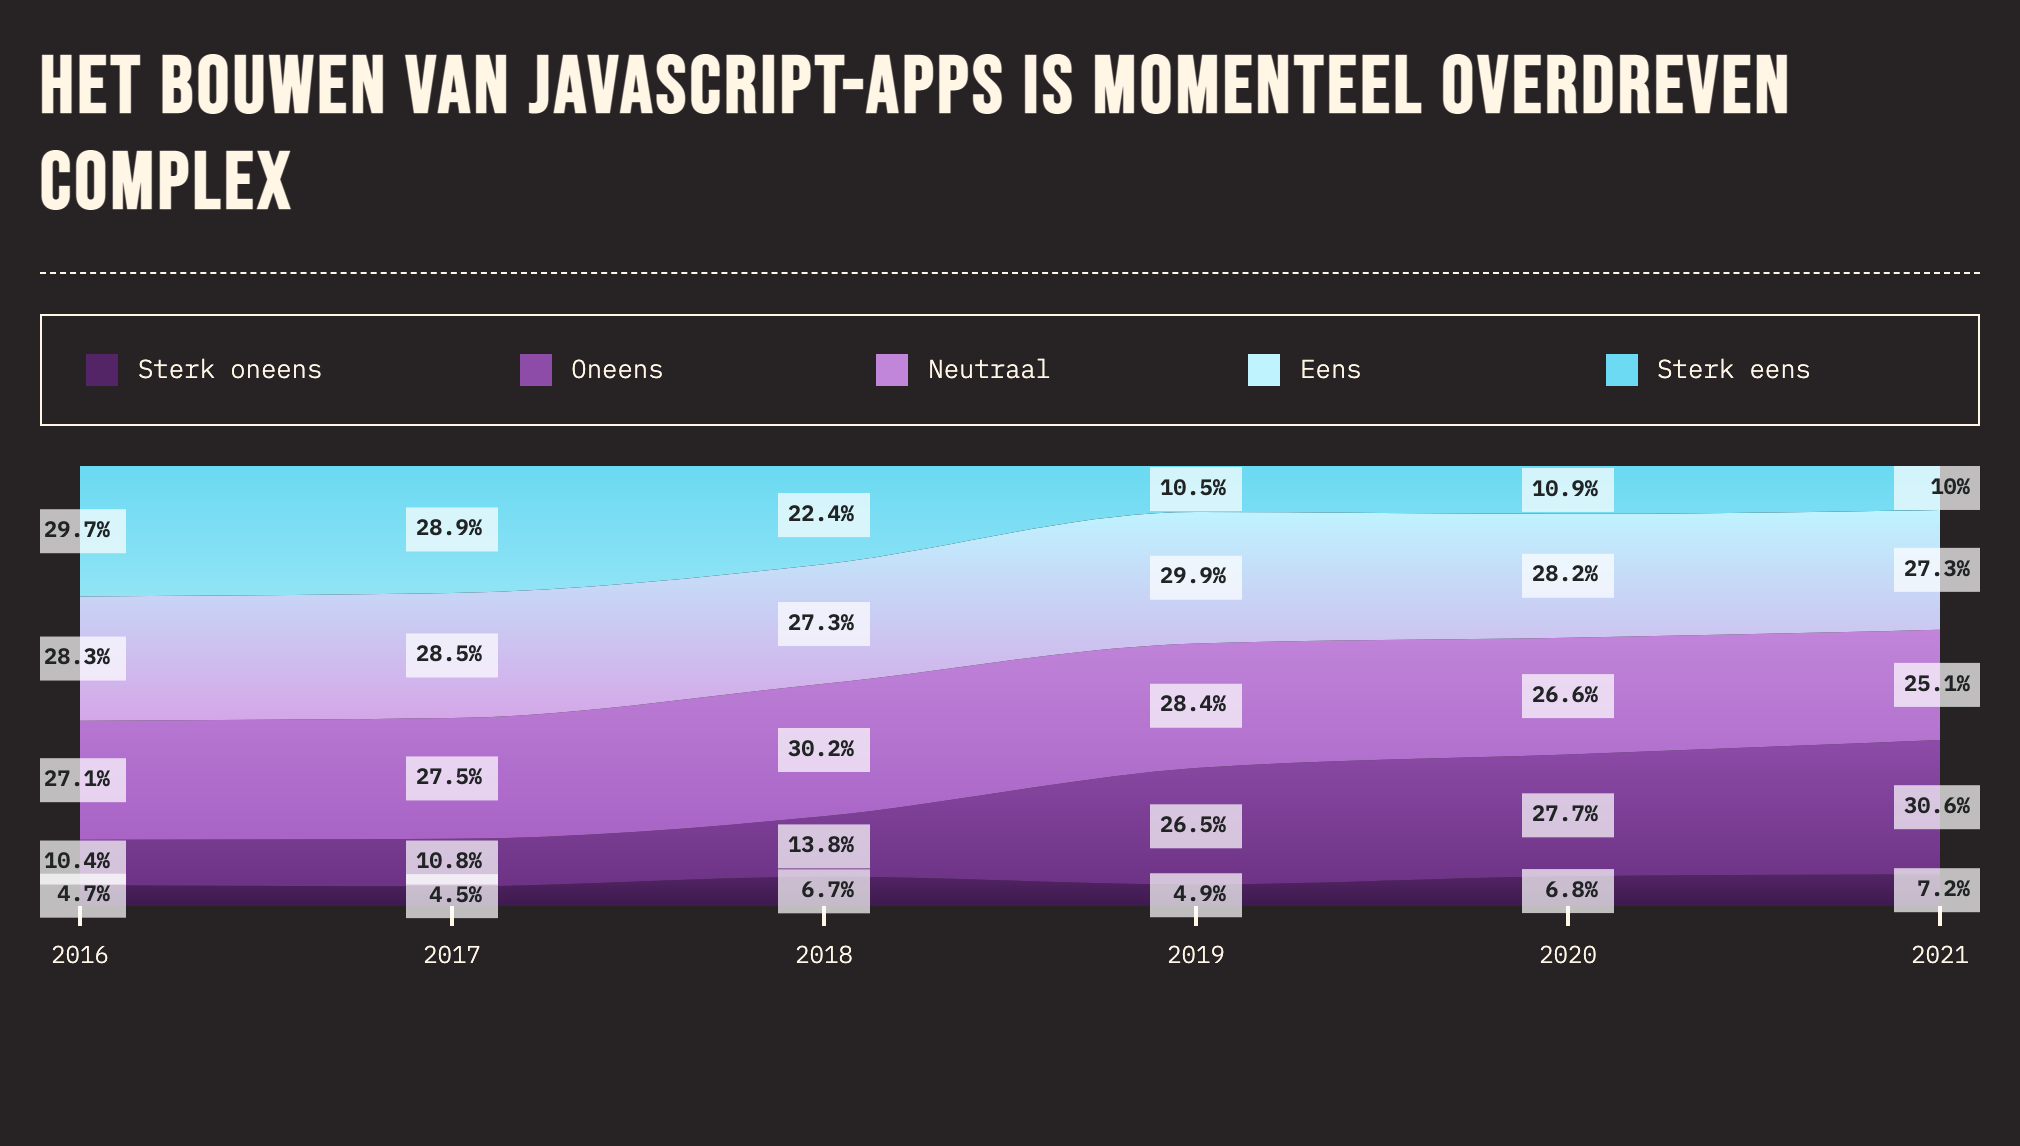 HET BOUWEN VAN JAVASCRIPT-APPS IS MOMENTEEL OVERDREVEN
COMPLEX
Sterk oneens Oneens Neutraal Eens Sterk eens
29.7% 28.9% 22.4% 10.5% 10.9% 10%
28.3% 28.5% 27.3% 29.9% 28.2% 27.3%
27.1% 27.5% 30.2% 28.4% 26.6% 25.1%
10.4% 10.8% 13.8% 26.5% 27.7% 30.6%
4.7% 4.5% 6.7% 4.9% 6.8% 7.2%
2016 2017 2018 2019 2020 2021